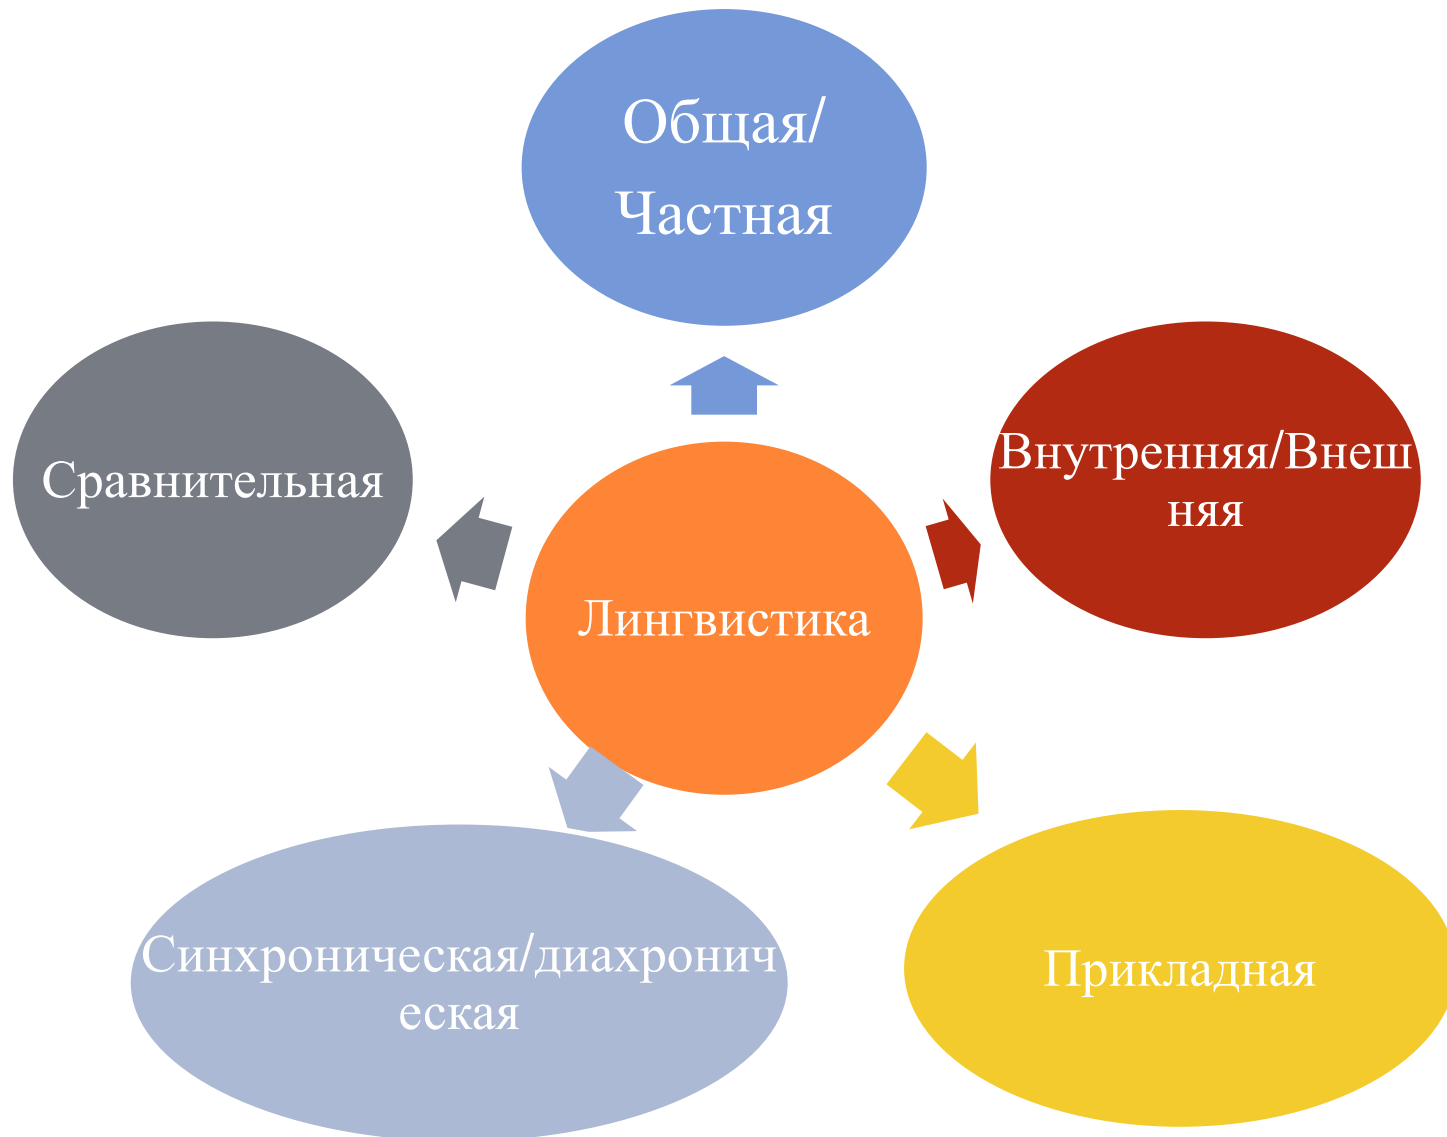 Общая/
Частная
Сравнительная
Внутренняя/Внеш
няя
Лингвистика
Синхроническая/диахронич
еская
Прикладная